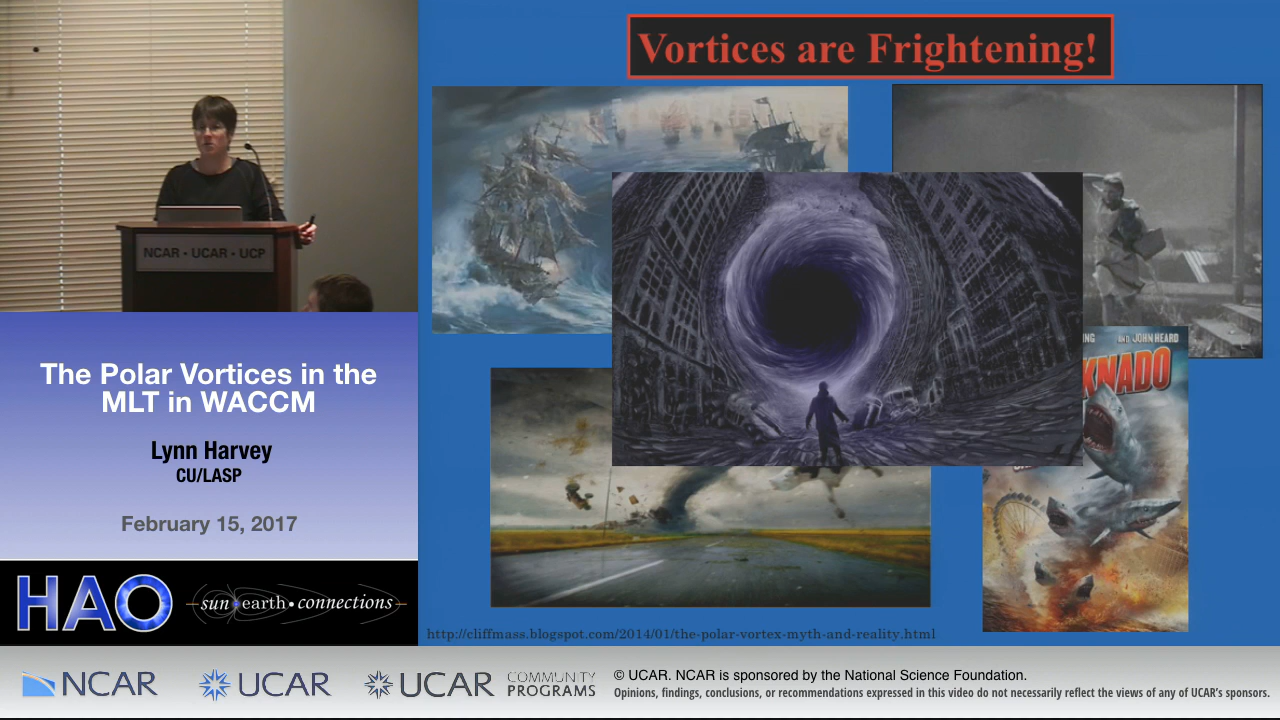 Vortices are Frightening!
NCAR - UCAR - UCP
The Polar Vortices in the
MLT in WACCM
Lynn Harvey
CU/LASP
February 15, 2017
AND JOHN HEARD
KNADO
http://cliffmass.blogspot.com/2014/01/the-polar-vortex-myth-and-reality.html
HAO
sun earth connections
NCAR
UCAR
UCAR
COMMUNITY
PROGRAMS
© UCAR. NCAR is sponsored by the National Science Foundation.
Opinions, findings, conclusions, or recommendations expressed in this video do not necessarily reflect the views of any of UCAR's sponsors.